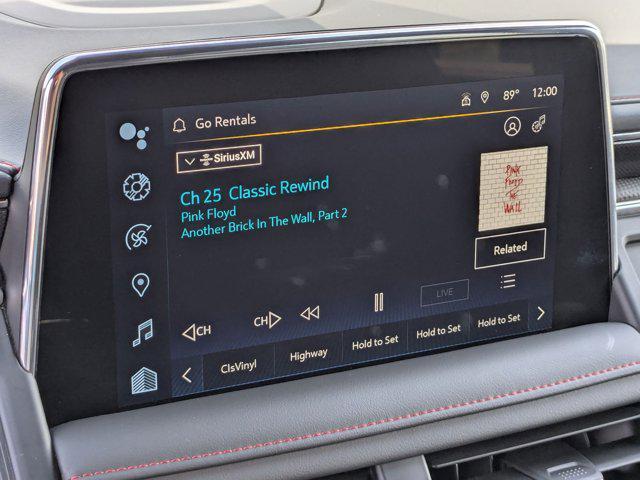 Go Rentals
89° 12:00
SiriusXM
Ch 25 Classic Rewind
Pink Floyd
Another Brick In The Wall, Part 2
PINK
FLOYD
THE
WALL
Related
LIVE
CH CH
ClsVinyl Highway Hold to Set Hold to Set Hold to Set